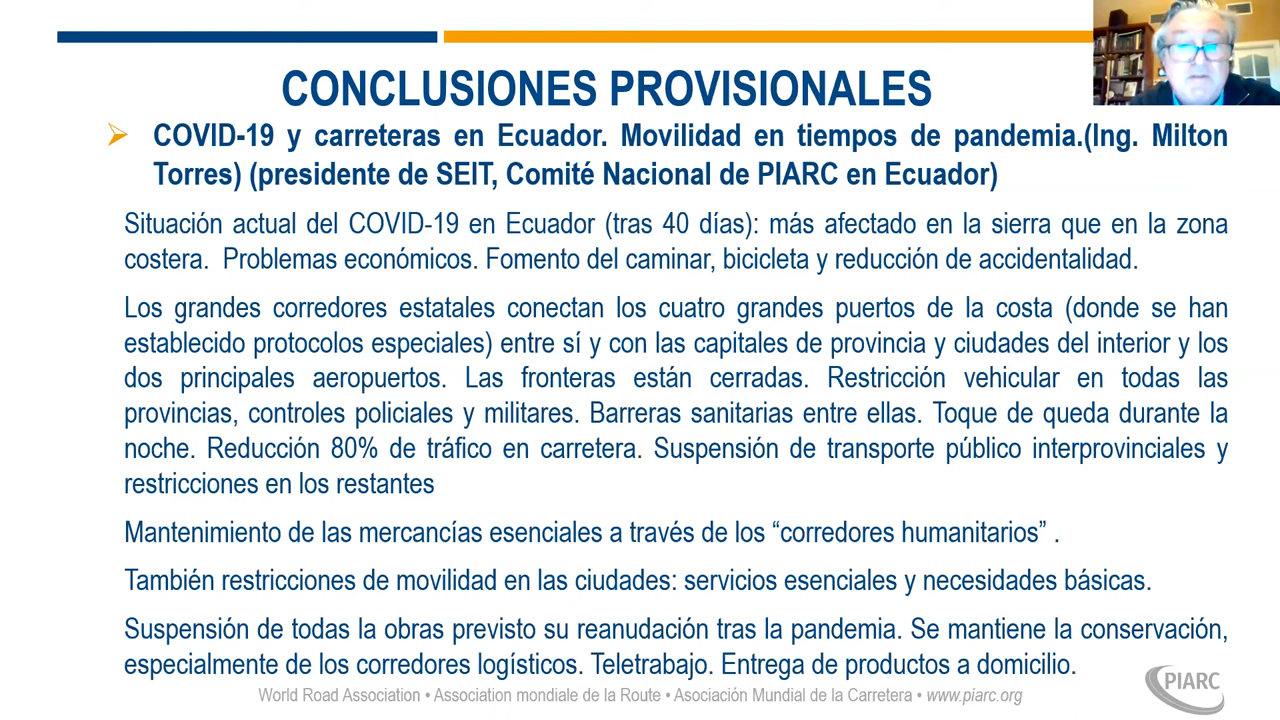 CONCLUSIONES PROVISIONALES
COVID-19 y carreteras en Ecuador. Movilidad en tiempos de pandemia.(Ing. Milton
Torres) (presidente de SEIT, Comité Nacional de PIARC en Ecuador)
Situación actual del COVID-19 en Ecuador (tras 40 días): más afectado en la sierra que en la zona
costera. Problemas económicos. Fomento del caminar, bicicleta y reducción de accidentalidad.
Los grandes corredores estatales conectan los cuatro grandes puertos de la costa (donde se han
establecido protocolos especiales) entre sí y con las capitales de provincia y ciudades del interior y los
dos principales aeropuertos. Las fronteras están cerradas. Restricción vehicular en todas las
provincias, controles policiales y militares. Barreras sanitarias entre ellas. Toque de queda durante la
noche. Reducción 80% de tráfico en carretera. Suspensión de transporte público interprovinciales y
restricciones en los restantes
Mantenimiento de las mercancías esenciales a través de los “corredores humanitarios” .
También restricciones de movilidad en las ciudades: servicios esenciales y necesidades básicas.
Suspensión de todas la obras previsto su reanudación tras la pandemia. Se mantiene la conservación,
especialmente de los corredores logísticos. Teletrabajo. Entrega de productos a domicilio.
World Road Association • Association mondiale de la Route • Asociación Mundial de la Carretera • www.piarc.org
PIARC